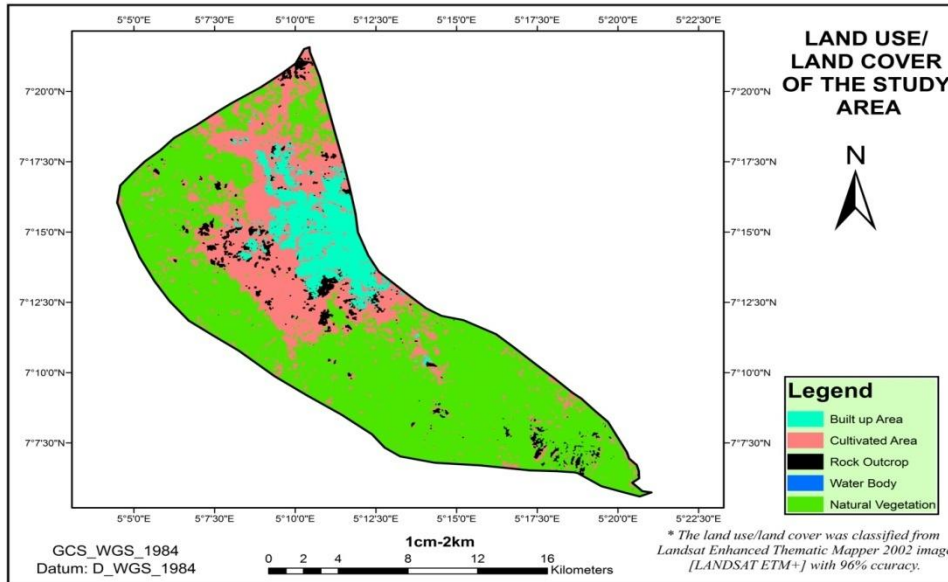 5°5'0"E 5°7'30"E 5°10'0"E 5°12'30"E 5°15'0"E 5°17'30"E 5°20'0"E 5°22'30"E
LAND USE/
LAND COVER
OF THE STUDY
AREA
N
7°20'0"N 7°20'0"N
7°17'30"N 7°17'30"N
7°15'0"N 7°15'0"N
7°12'30"N 7°12'30"N
7°10'0"N 7°10'0"N
7°7'30"N 7°7'30"N
Legend
Built up Area
Cultivated Area
Rock Outcrop
Water Body
Natural Vegetation
5°5'0"E 5°7'30"E 5°10'0"E 5°12'30"E 5°15'0"E 5°17'30"E 5°20'0"E 5°22'30"E
GCS_WGS_1984
Datum: D_WGS_1984
1cm-2km
0 2 4 8 12 16
Kilometers
* The land use/land cover was classified from
Landsat Enhanced Thematic Mapper 2002 image
[LANDSAT ETM+] with 96% ccuracy.